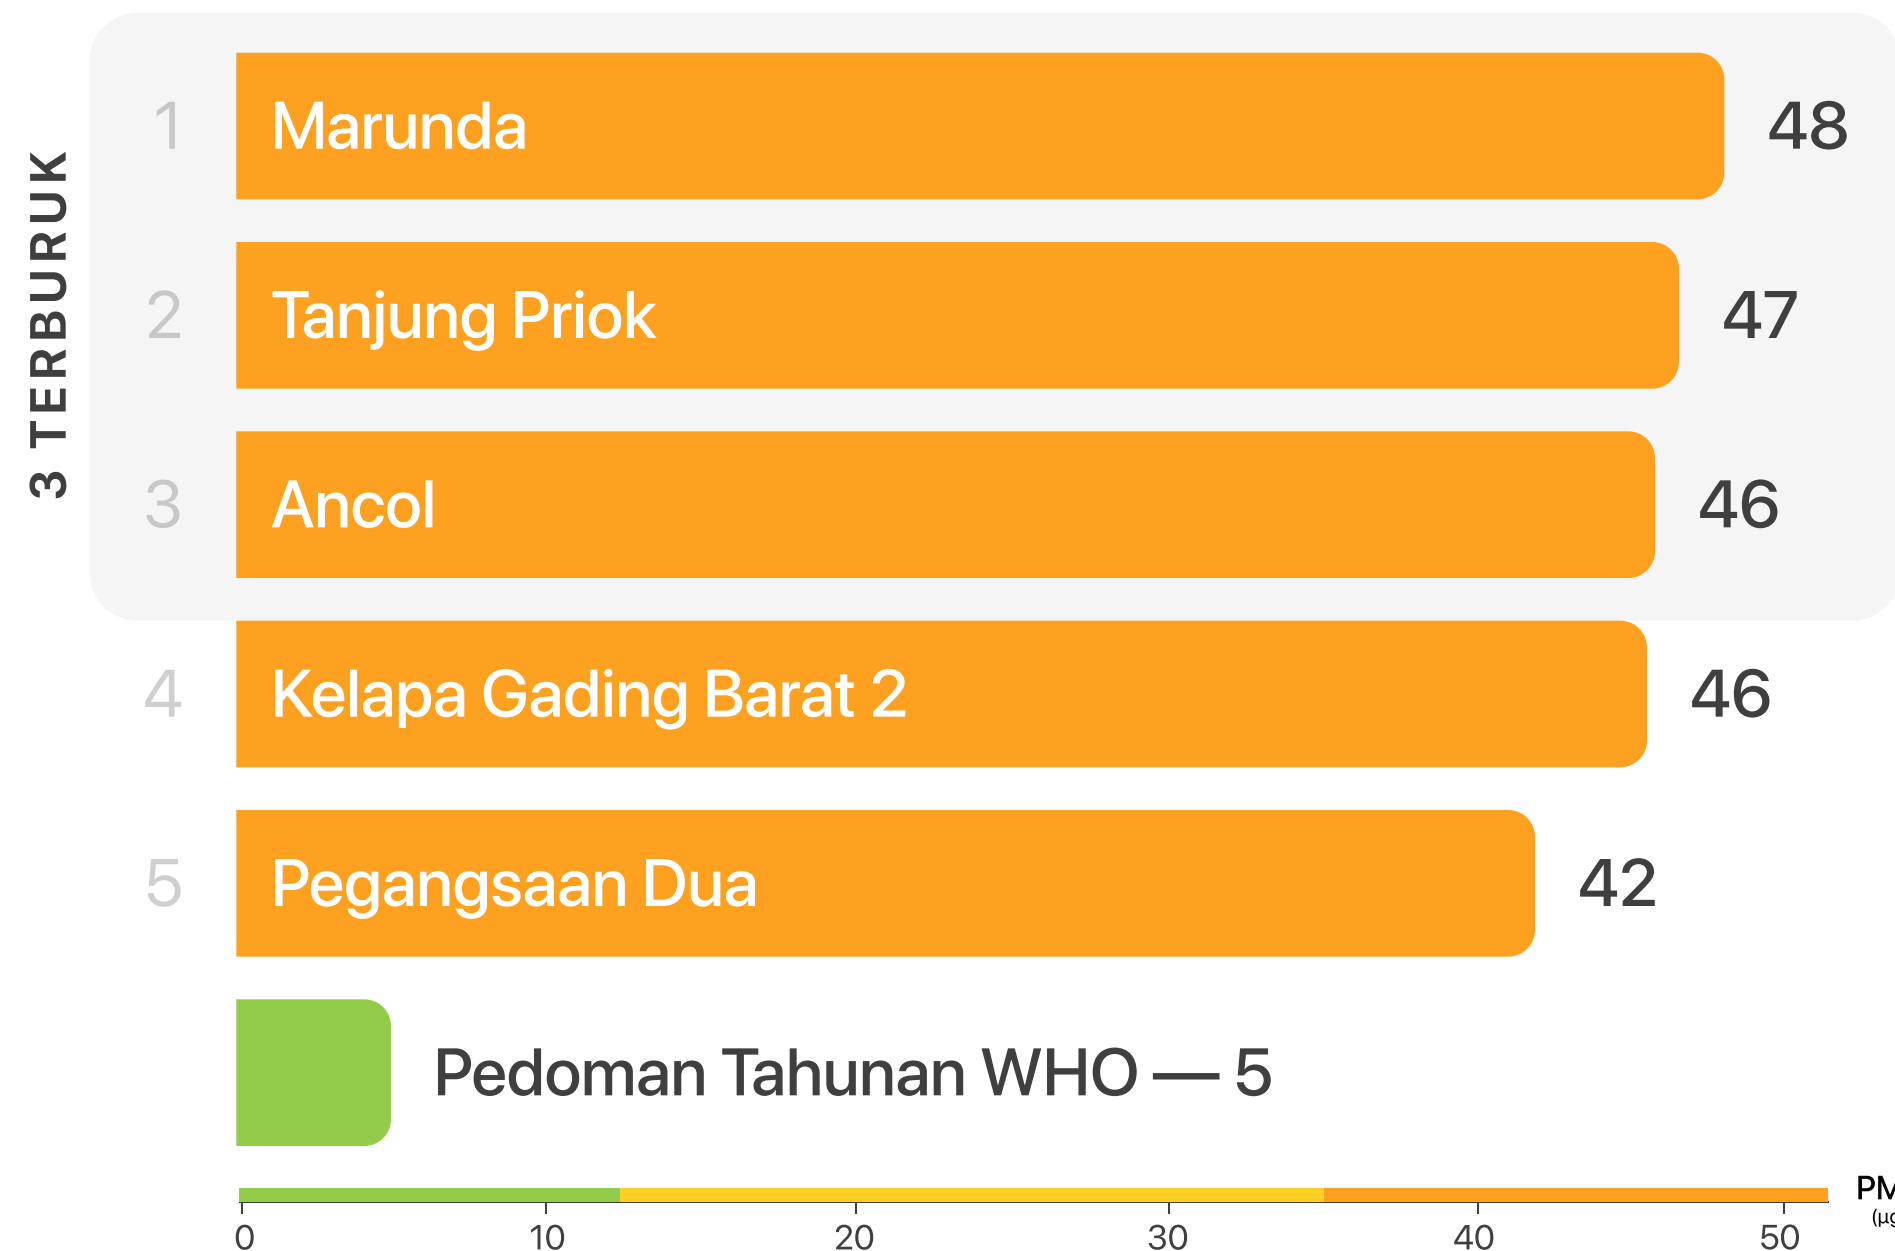 3 TERBURUK
1 Marunda 48
2 Tanjung Priok 47
3 Ancol 46
4 Kelapa Gading Barat 2 46
5 Pegangsaan Dua 42
Pedoman Tahunan WHO — 5
0 10 20 30 40 50